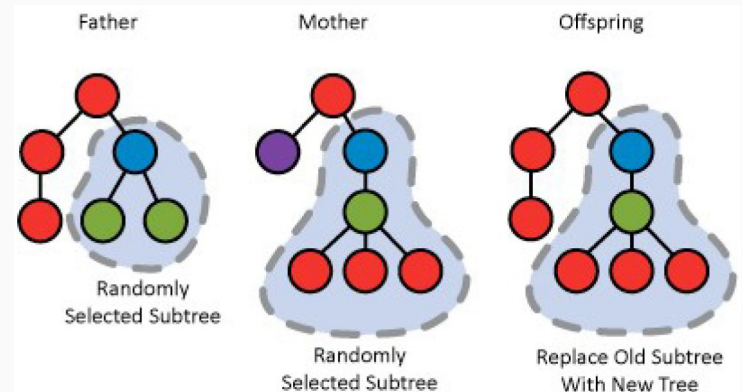 Father
Mother
Offspring
Randomly
Selected Subtree
Randomly
Selected Subtree
Replace Old Subtree
With New Tree